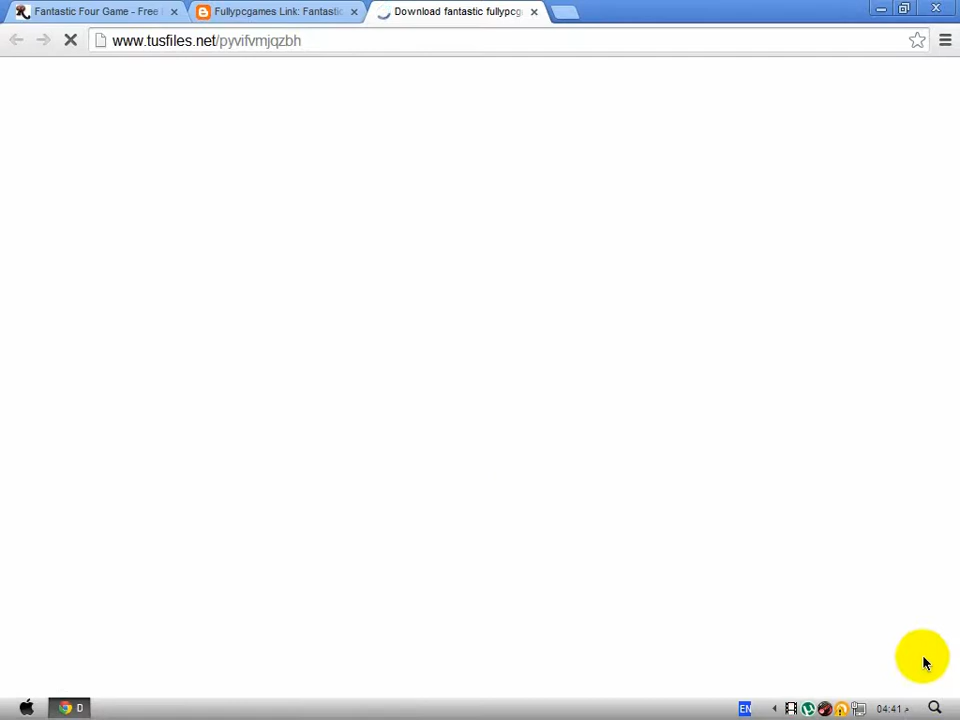 Fantastic Four Game - Free
Fullypcgames Link: Fantastic
Download fantastic fullypcg
www.tusfiles.net/pyvifvmjqzbh
D
EN
04:41 م